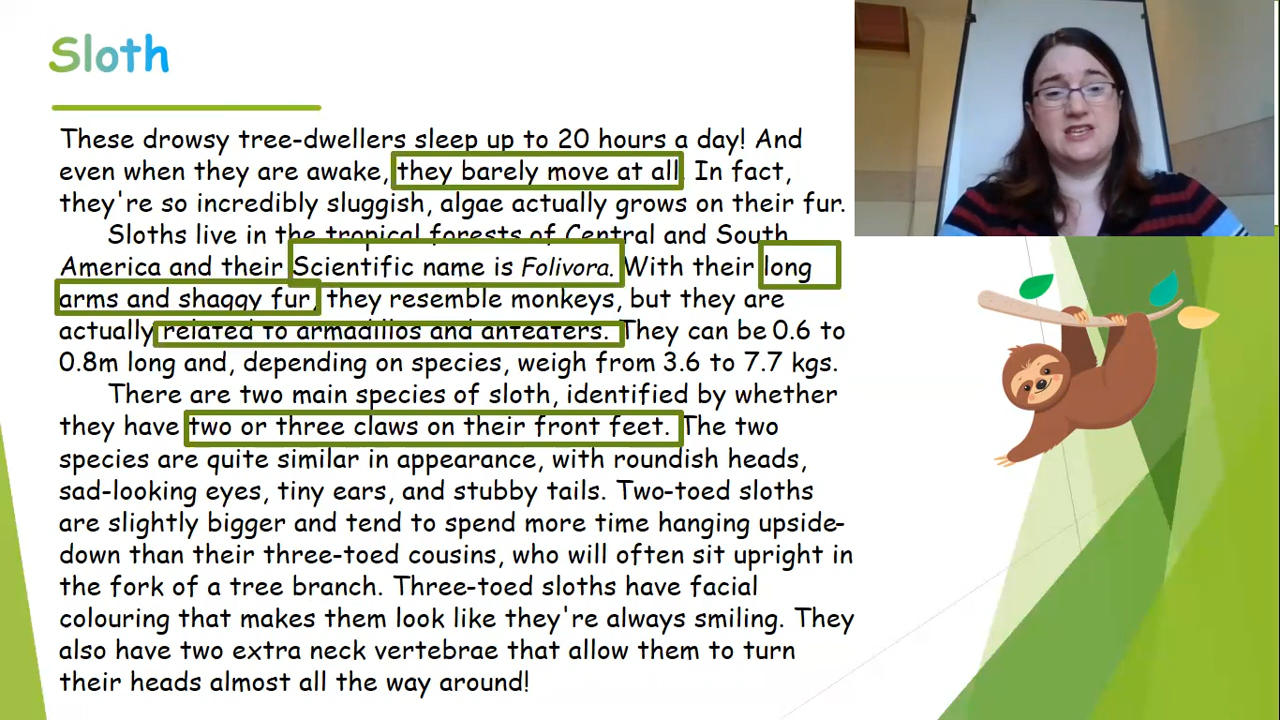 Sloth
These drowsy tree-dwellers sleep up to 20 hours a day! And
even when they are awake, they barely move at all. In fact,
they're so incredibly sluggish, algae actually grows on their fur.
Sloths live in the tropical forests of Central and South
America and their Scientific name is Folivora. With their long
arms and shaggy fur, they resemble monkeys, but they are
actually related to armadillos and anteaters. They can be 0.6 to
0.8m long and, depending on species, weigh from 3.6 to 7.7 kgs.
There are two main species of sloth, identified by whether
they have two or three claws on their front feet. The two
species are quite similar in appearance, with roundish heads,
sad-looking eyes, tiny ears, and stubby tails. Two-toed sloths
are slightly bigger and tend to spend more time hanging upside-
down than their three-toed cousins, who will often sit upright in
the fork of a tree branch. Three-toed sloths have facial
colouring that makes them look like they're always smiling. They
also have two extra neck vertebrae that allow them to turn
their heads almost all the way around!